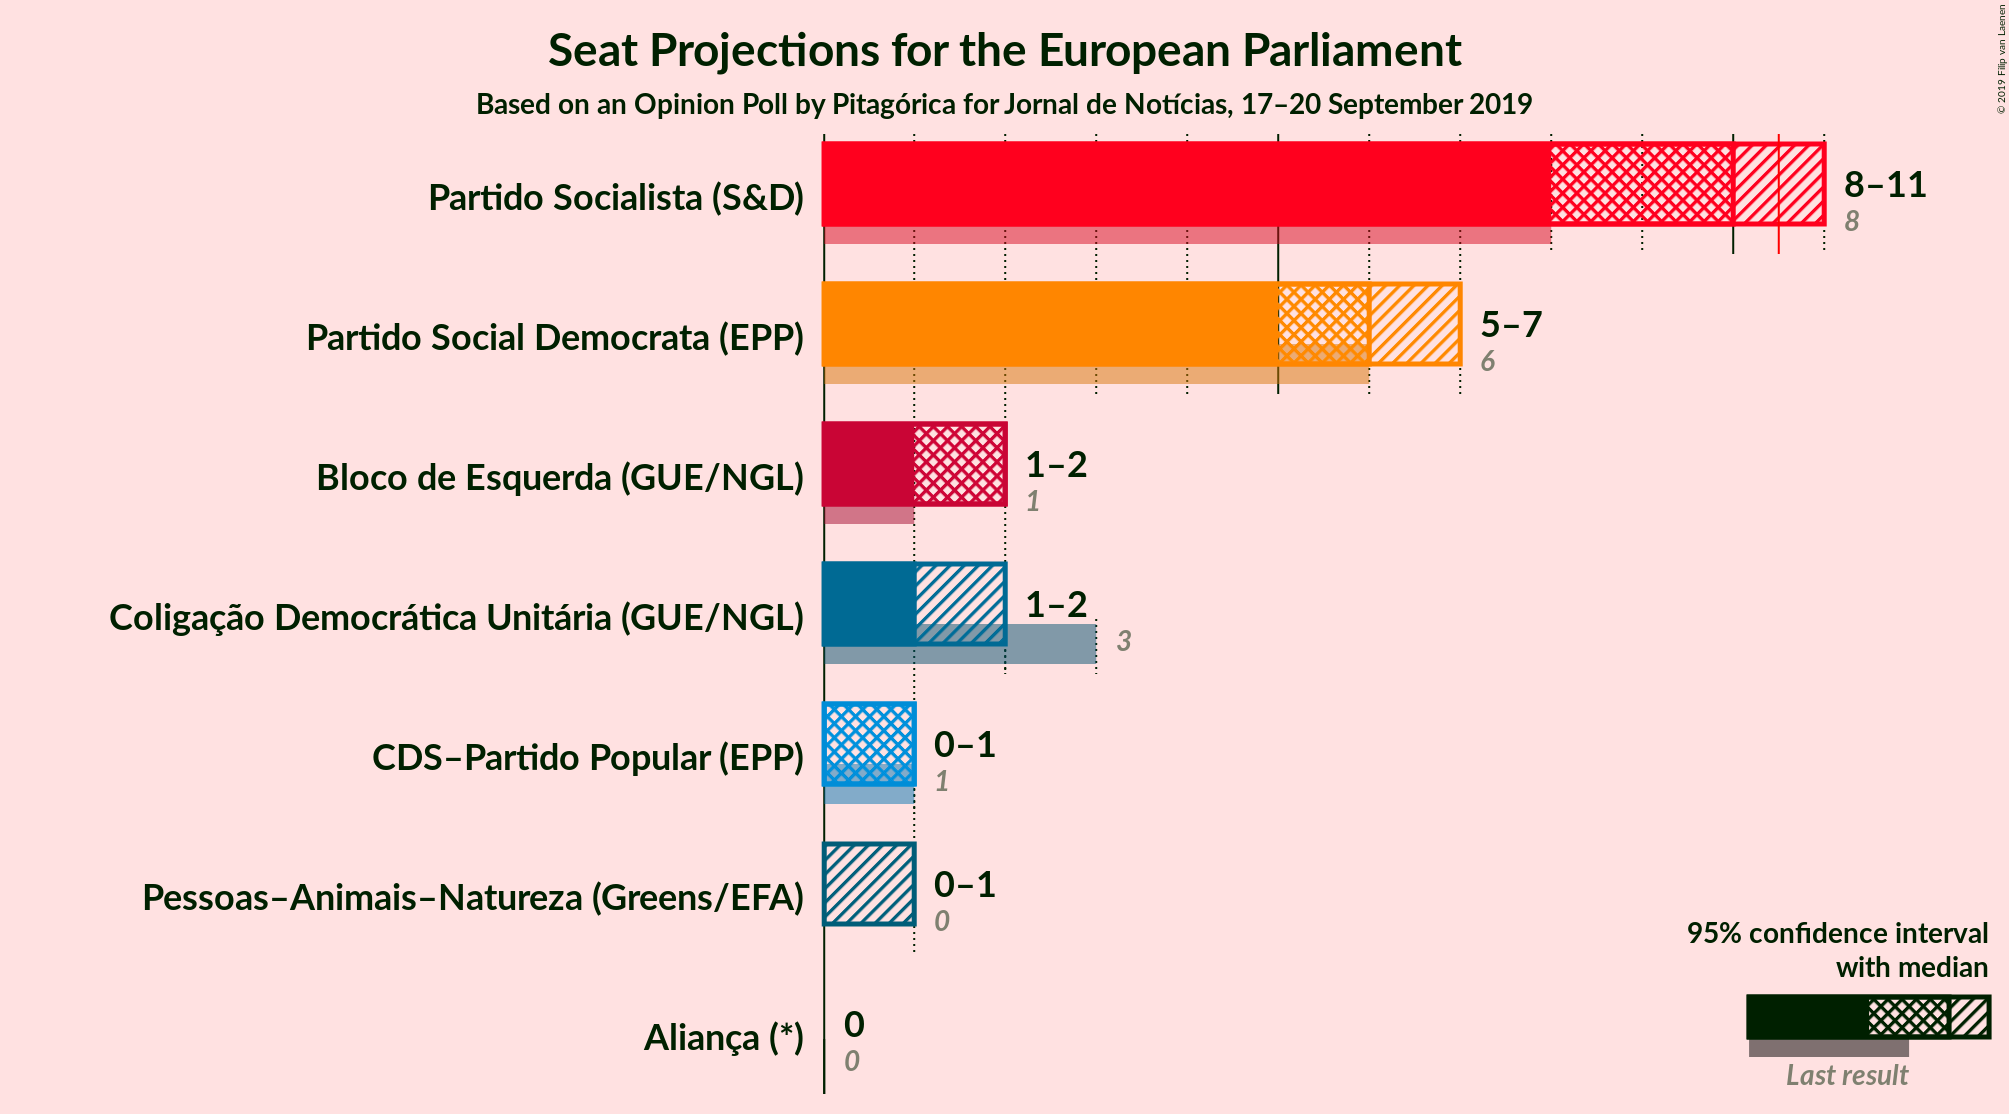 Seat Projections for the European Parliament
Based on an Opinion Poll by Pitagórica for Jornal de Notícias, 17–20 September 2019
© 2019 Filip van Laenen
Partido Socialista (S&D)
8–11
8
Partido Social Democrata (EPP)
5–7
6
Bloco de Esquerda (GUE/NGL)
1–2
1
Coligação Democrática Unitária (GUE/NGL)
1–2
3
CDS–Partido Popular (EPP)
0–1
1
Pessoas–Animais–Natureza (Greens/EFA)
0–1
0
Aliança (*)
0
0
95% confidence interval
with median
Last result